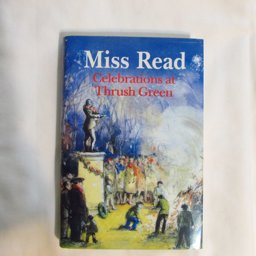 Miss Read
Celebrations at
Thrush Green